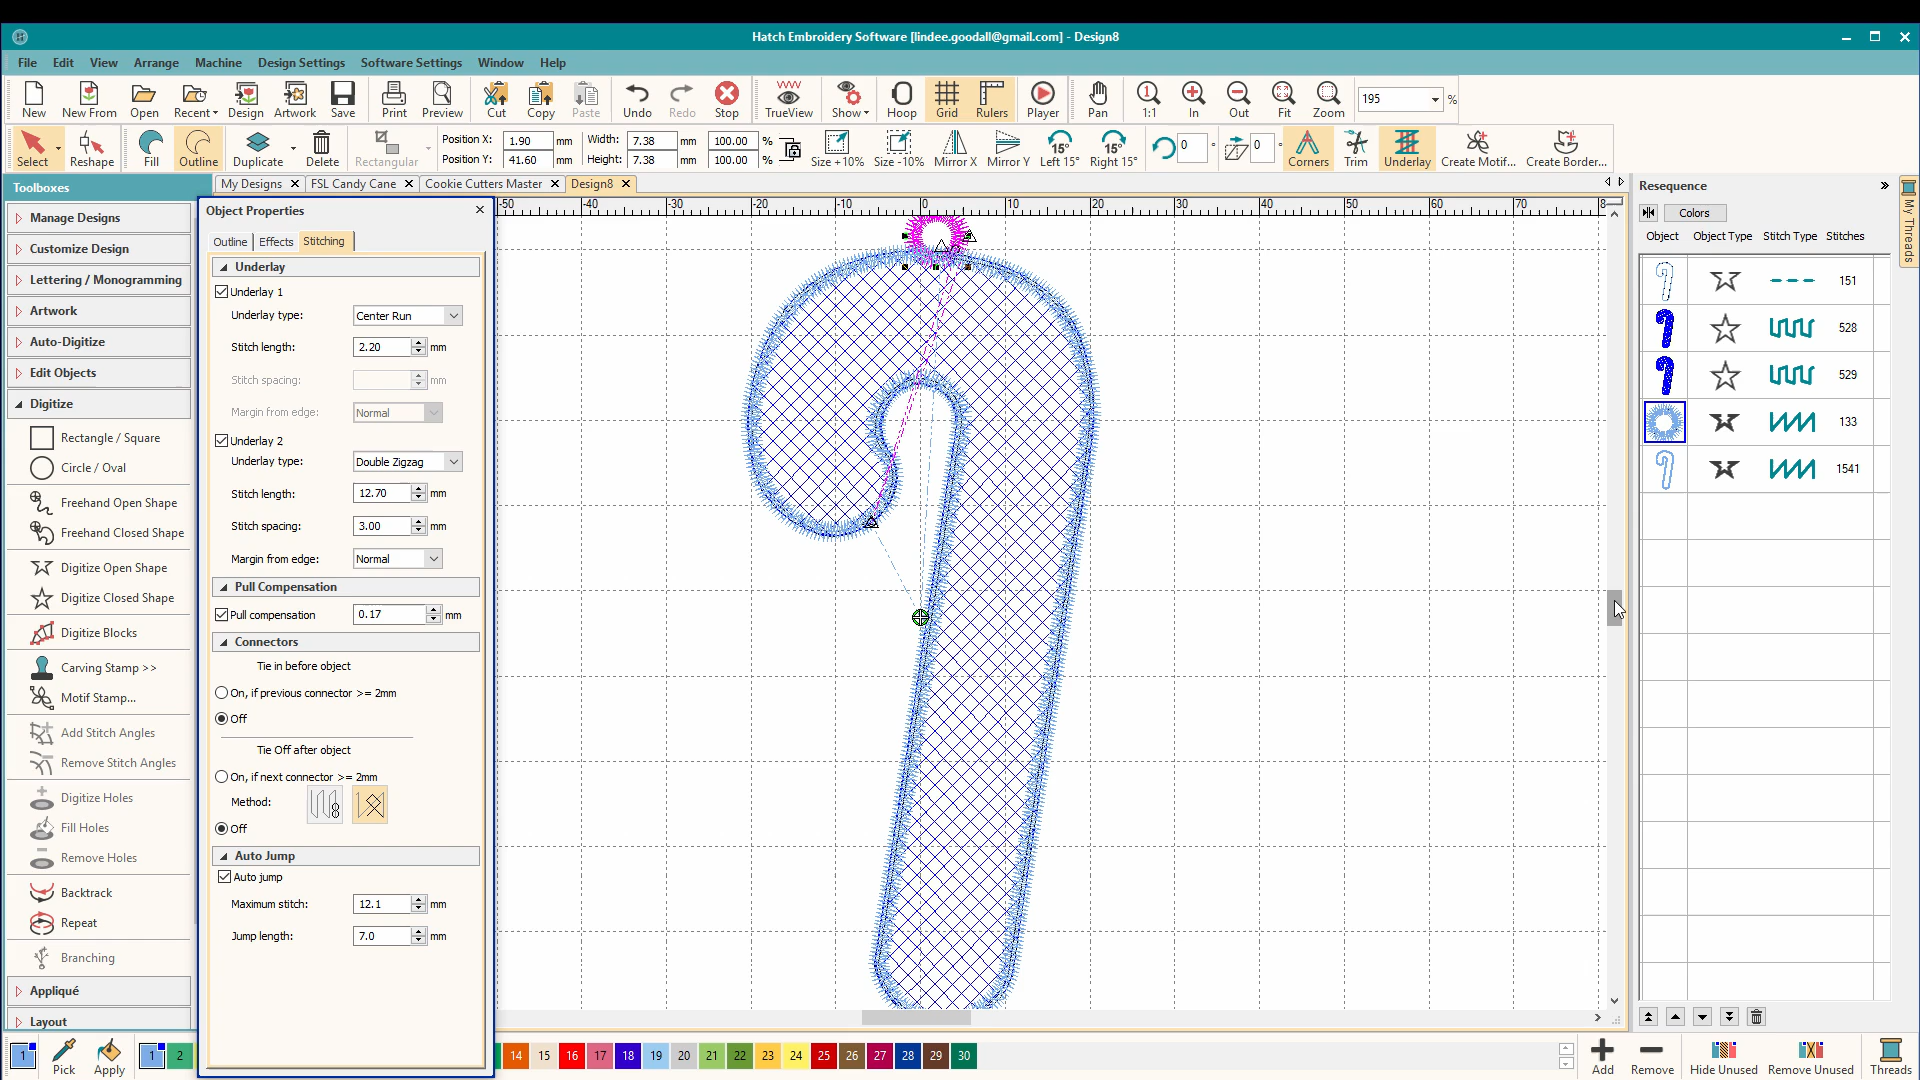 Hatch Embroidery Software [lindee.goodall@gmail.com] - Design8
File Edit View Arrange Machine Design Settings Software Settings Window Help
New New From Open Recent Design Artwork Save Print Preview Cut Copy Paste Undo Redo Stop TrueView Show Hoop Grid Rulers Player Pan 1:1 In Out Fit Zoom 195 %
Select Reshape Fill Outline Duplicate Delete Rectangular
Position X: 1.90 mm Width: 7.38 mm 100.00 %
Position Y: 41.60 mm Height: 7.38 mm 100.00 %
Size +10% Size -10% Mirror X Mirror Y 15° Left 15° 15° Right 15° 0 ° 0 ° Corners Trim Underlay Create Motif... Create Border...
Toolboxes
My Designs FSL Candy Cane Cookie Cutters Master Design8
Manage Designs
Customize Design
Lettering / Monogramming
Artwork
Auto-Digitize
Edit Objects
Digitize
Rectangle / Square
Circle / Oval
Freehand Open Shape
Freehand Closed Shape
Digitize Open Shape
Digitize Closed Shape
Digitize Blocks
Carving Stamp >>
Motif Stamp...
Add Stitch Angles
Remove Stitch Angles
Digitize Holes
Fill Holes
Remove Holes
Backtrack
Repeat
Branching
Appliqué
Layout
Object Properties
Outline Effects Stitching
Underlay
Underlay 1
Underlay type: Center Run
Stitch length: 2.20 mm
Stitch spacing: mm
Margin from edge: Normal
Underlay 2
Underlay type: Double Zigzag
Stitch length: 12.70 mm
Stitch spacing: 3.00 mm
Margin from edge: Normal
Pull Compensation
Pull compensation 0.17 mm
Connectors
Tie in before object
On, if previous connector >= 2mm
Off
Tie Off after object
On, if next connector >= 2mm
Method:
Off
Auto Jump
Auto jump
Maximum stitch: 12.1 mm
Jump length: 7.0 mm
-50 -40 -30 -20 -10 0 10 20 30 40 50 60 70 8
Resequence
Colors
Object Object Type Stitch Type Stitches
151
528
529
133
1541
My Threads
1 Pick Apply 1 2 14 15 16 17 18 19 20 21 22 23 24 25 26 27 28 29 30
Add Remove Hide Unused Remove Unused Threads